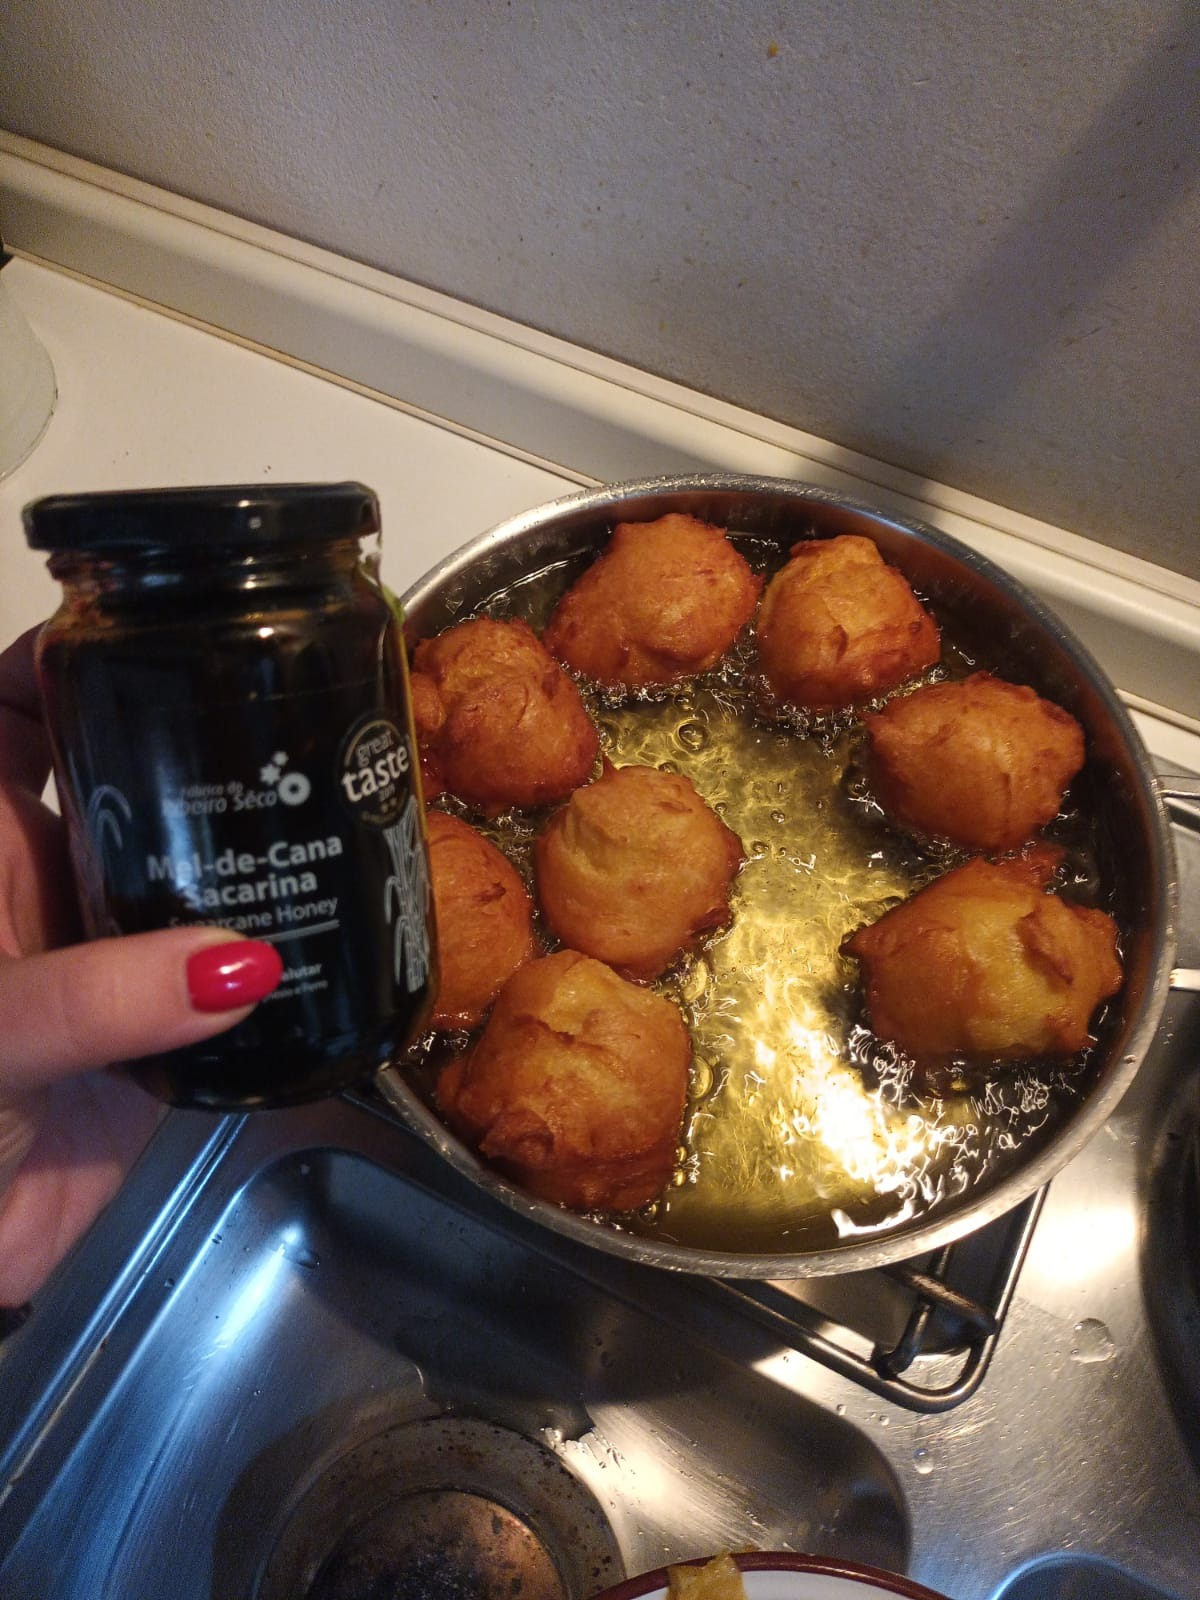 Fábrica do
Ribeiro Sêco
great
taste
Mel-de-Cana
Sacarina
Sugarcane Honey